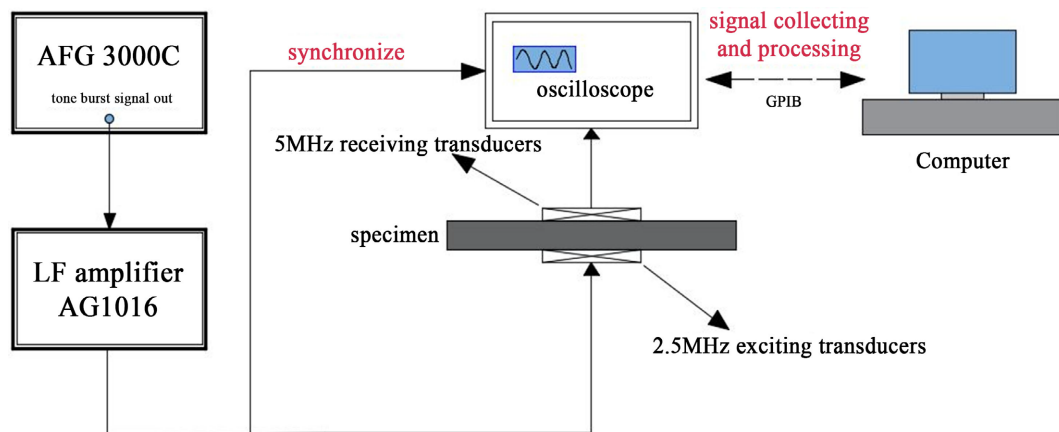 AFG 3000C
tone burst signal out
synchronize
oscilloscope
signal collecting
and processing
GPIB
Computer
5MHz receiving transducers
specimen
LF amplifier
AG1016
2.5MHz exciting transducers